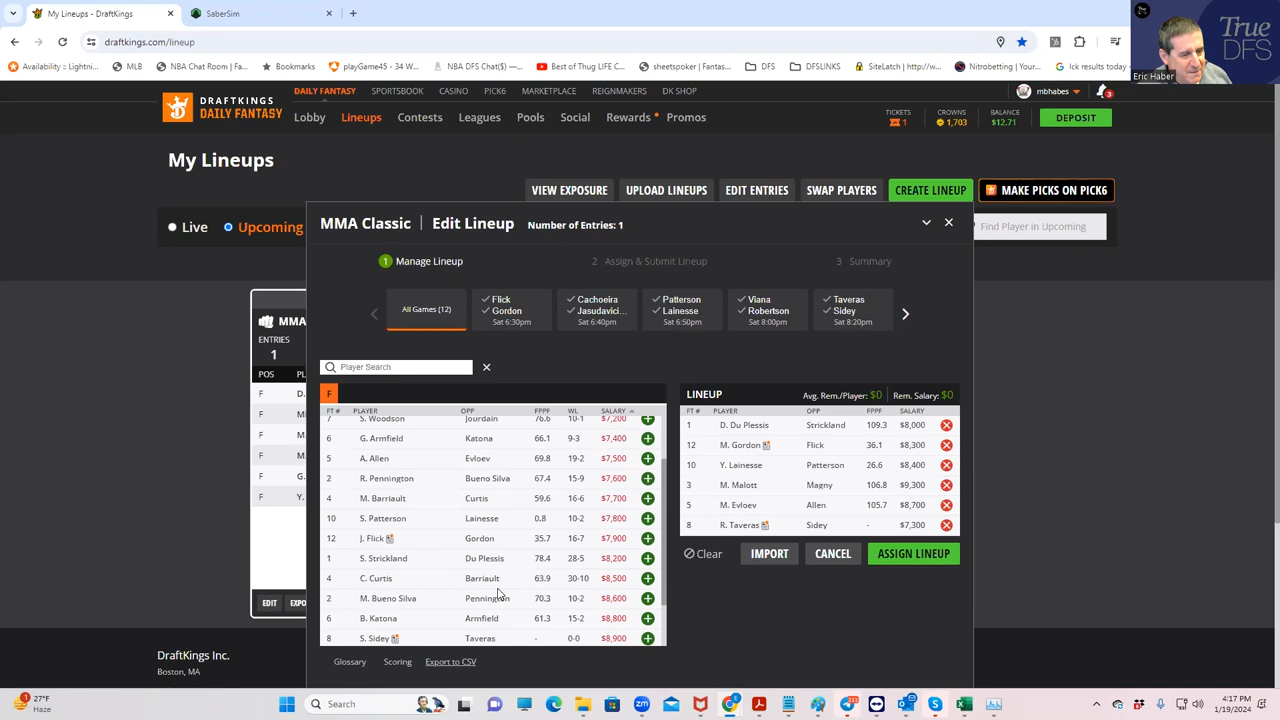 My Lineups - DraftKings
SaberSim
draftkings.com/lineup
Availability :: Lightni...
MLB
NBA Chat Room / Fa...
Bookmarks
playGame45 - 34 W...
NBA DFS Chat($) -...
Best of Thug LIFE C...
sheetspoker | Share...
DFS
DFSLINKS
SiteLatch | http://w...
Nitrobetting | Your...
Ick results today f...
True
DFS
Eric Haber
DRAFTKINGS
DAILY FANTASY
DAILY FANTASY
SPORTSBOOK
CASINO
PICK6
MARKETPLACE
REIGNMAKERS
DK SHOP
mbhabes
3
Lobby
Lineups
Contests
Leagues
Pools
Social
Rewards
Promos
TICKETS
1
CROWNS
1,703
BALANCE
$12.71
DEPOSIT
My Lineups
VIEW EXPOSURE
UPLOAD LINEUPS
EDIT ENTRIES
SWAP PLAYERS
CREATE LINEUP
MAKE PICKS ON PICK6
Live
Upcoming
Find Player in Upcoming
MMA Classic | Edit Lineup Number of Entries: 1
1 Manage Lineup
2 Assign & Submit Lineup
3 Summary
All Games (12)
Flick
Gordon
Sat 6:30pm
Cachoeira
Jasudavici...
Sat 6:40pm
Patterson
Lainesse
Sat 6:50pm
Viana
Robertson
Sat 8:00pm
Taveras
Sidey
Sat 8:20pm
MMA
ENTRIES
1
POS PL
F D.
F M
F M.
F M.
F G.
F Y.
EDIT EXPO
Player Search
F
FT # PLAYER OPP FPPF WL SALARY
7 S. Woodson Jourdain 76.6 10-1 $7,200
6 G. Armfield Katona 66.1 9-3 $7,400
5 A. Allen Evloev 69.8 19-2 $7,500
2 R. Pennington Bueno Silva 67.4 15-9 $7,600
4 M. Barriault Curtis 59.6 16-6 $7,700
10 S. Patterson Lainesse 0.8 10-2 $7,800
12 J. Flick Gordon 35.7 16-7 $7,900
1 S. Strickland Du Plessis 78.4 28-5 $8,200
4 C. Curtis Barriault 63.9 30-10 $8,500
2 M. Bueno Silva Pennington 70.3 10-2 $8,600
6 B. Katona Armfield 61.3 15-2 $8,800
8 S. Sidey Taveras - 0-0 $8,900
Glossary
Scoring
Export to CSV
LINEUP Avg. Rem./Player: $0 Rem. Salary: $0
FT # PLAYER OPP FPPF SALARY
1 D. Du Plessis Strickland 109.3 $8,000
12 M. Gordon Flick 36.1 $8,300
10 Y. Lainesse Patterson 26.6 $8,400
3 M. Malott Magny 106.8 $9,300
5 M. Evloev Allen 105.7 $8,700
8 R. Taveras Sidey - $7,300
Clear
IMPORT
CANCEL
ASSIGN LINEUP
DraftKings Inc.
Boston, MA
27°F
Haze
Search
4:17 PM
1/19/2024